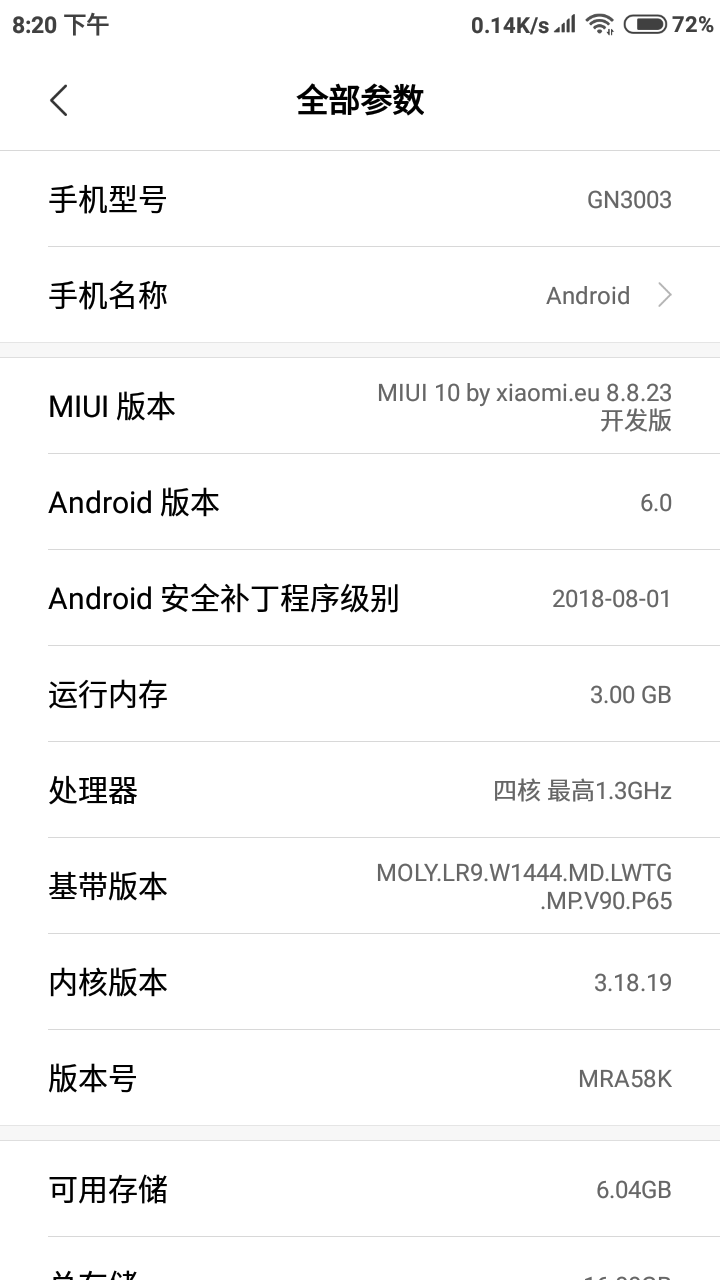 8:20 下午
0.14K/s
72%
全部参数
手机型号
GN3003
手机名称
Android
MIUI 版本
MIUI 10 by xiaomi.eu 8.8.23
开发版
Android 版本
6.0
Android 安全补丁程序级别
2018-08-01
运行内存
3.00 GB
处理器
四核 最高1.3GHz
基带版本
MOLY.LR9.W1444.MD.LWTG
.MP.V90.P65
内核版本
3.18.19
版本号
MRA58K
可用存储
6.04GB